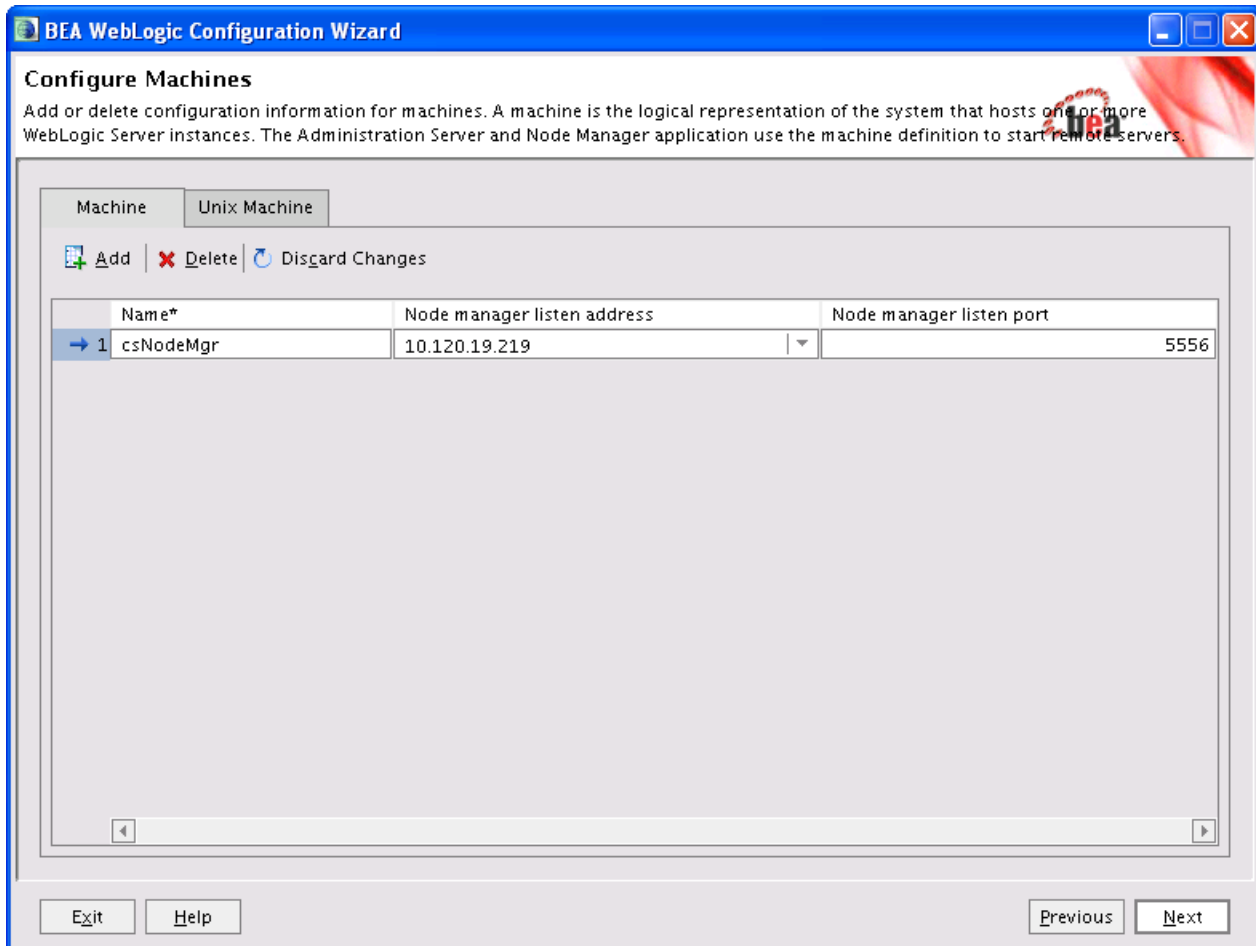 BEA WebLogic Configuration Wizard
Configure Machines
Add or delete configuration information for machines. A machine is the logical representation of the system that hosts one or more
WebLogic Server instances. The Administration Server and Node Manager application use the machine definition to start remote servers.
bea
Machine Unix Machine
Add Delete Discard Changes
Name* Node manager listen address Node manager listen port
1 csNodeMgr 10.120.19.219 5556
Exit Help Previous Next